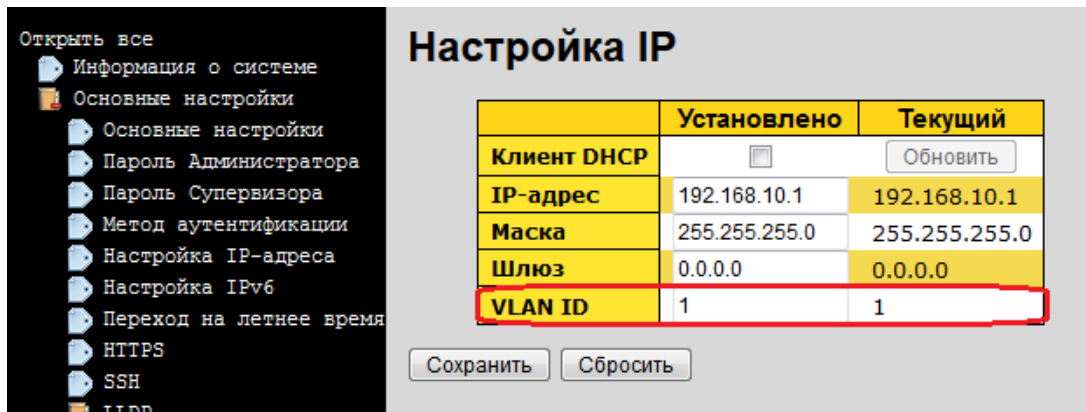 Открыть все
Информация о системе
Основные настройки
Основные настройки
Пароль Администратора
Пароль Супервизора
Метод аутентификации
Настройка IP-адреса
Настройка IPv6
Переход на летнее время
HTTPS
SSH
LLDP
Настройка IP
Установлено Текущий
Клиент DHCP Обновить
IP-адрес 192.168.10.1 192.168.10.1
Маска 255.255.255.0 255.255.255.0
Шлюз 0.0.0.0 0.0.0.0
VLAN ID 1 1
Сохранить Сбросить